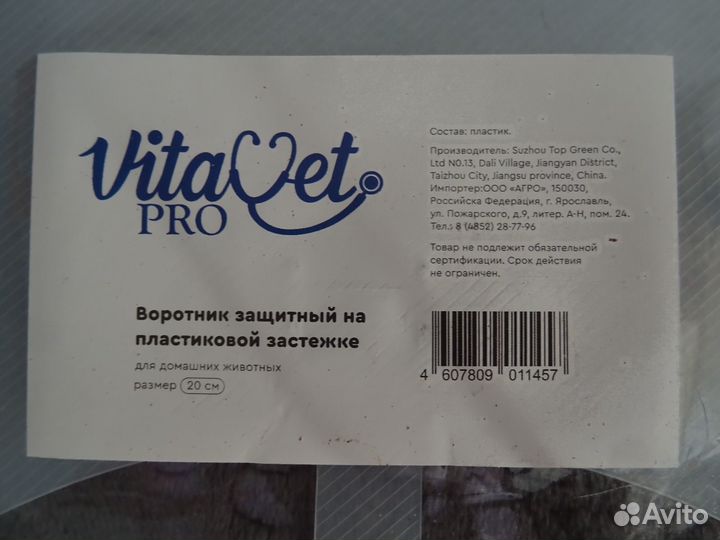 VitaVet
PRO
Воротник защитный на
пластиковой застежке
для домашних животных
размер 20 см
Состав: пластик.
Производитель: Suzhou Top Green Co.,
Ltd NO.13, Dali Village, Jiangyan District,
Taizhou City, Jiangsu province, China.
Импортер:ООО «АГРО», 150030,
Российска Федерация, г. Ярославль,
ул. Пожарского, д.9, литер. А-Н, пом. 24.
Тел.: 8 (4852) 28-77-96
Товар не подлежит обязательной
сертификации. Срок действия
не ограничен.
4 607809 011457
Avito